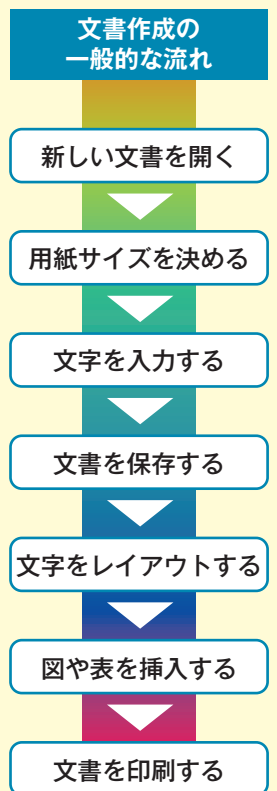 文書作成の
一般的な流れ
新しい文書を開く
用紙サイズを決める
文字を入力する
文書を保存する
文字をレイアウトする
図や表を挿入する
文書を印刷する